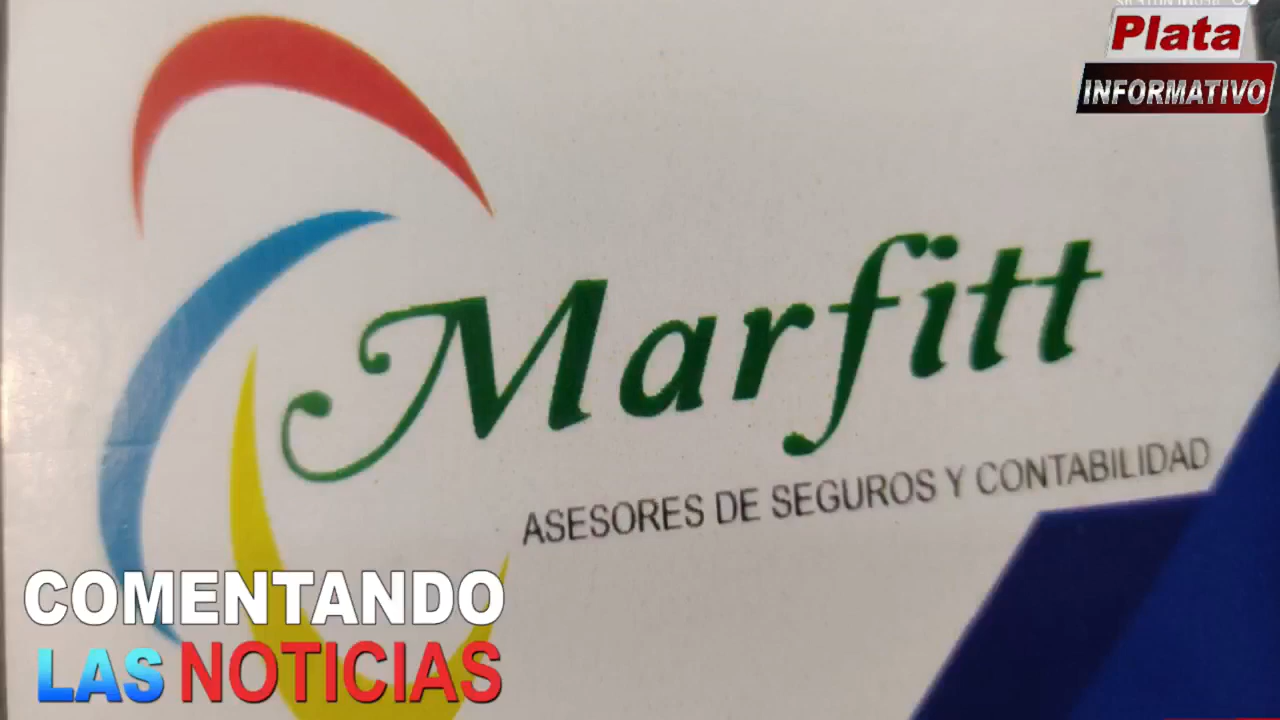 Plata
INFORMATIVO
Marfitt
ASESORES DE SEGUROS Y CONTABILIDAD
COMENTANDO
LAS NOTICIAS